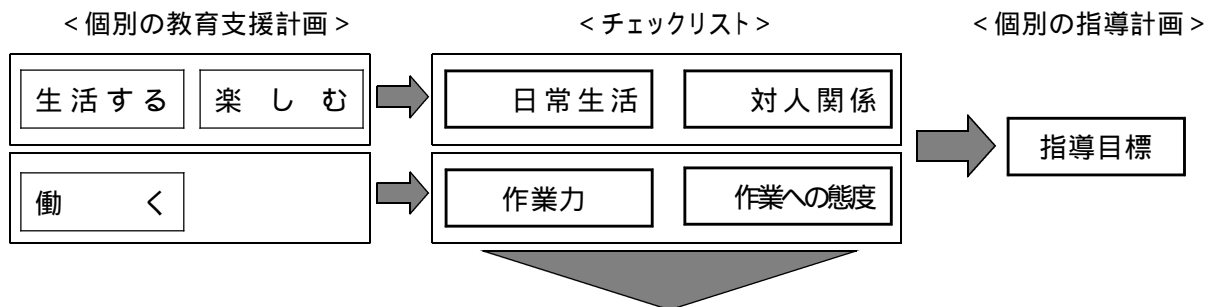 <個別の教育支援計画>
<チェックリスト>
<個別の指導計画>
生活する
楽しむ
日常生活
対人関係
指導目標
働く
作業力
作業への態度